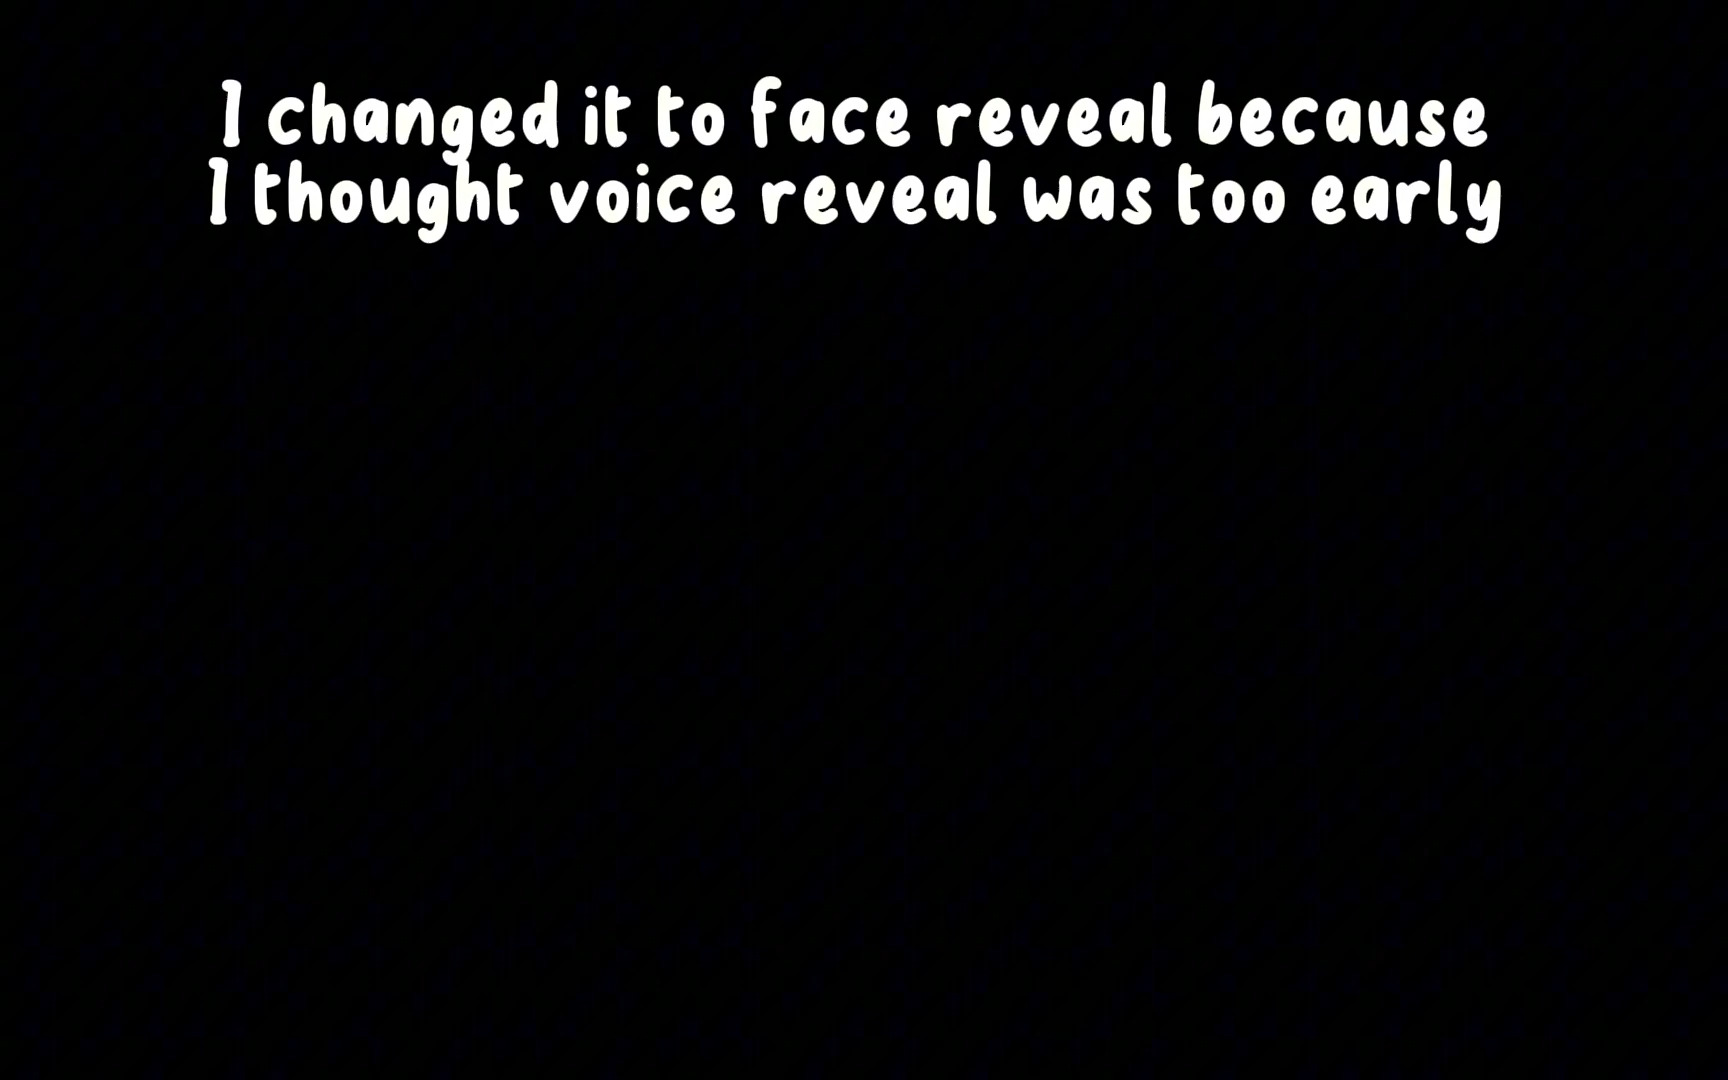 I changed it to face reveal because
I thought voice reveal was too early